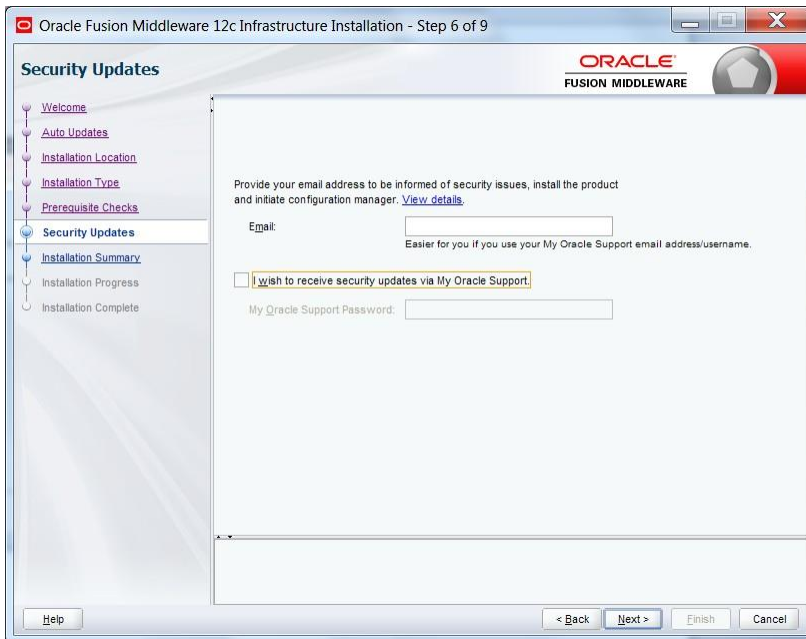 Oracle Fusion Middleware 12c Infrastructure Installation - Step 6 of 9
Security Updates
ORACLE
FUSION MIDDLEWARE
Welcome
Auto Updates
Installation Location
Installation Type
Prerequisite Checks
Security Updates
Installation Summary
Installation Progress
Installation Complete
Provide your email address to be informed of security issues, install the product
and initiate configuration manager. View details.
Email:
Easier for you if you use your My Oracle Support email address/username.
I wish to receive security updates via My Oracle Support.
My Oracle Support Password:
Help
< Back
Next >
Finish
Cancel